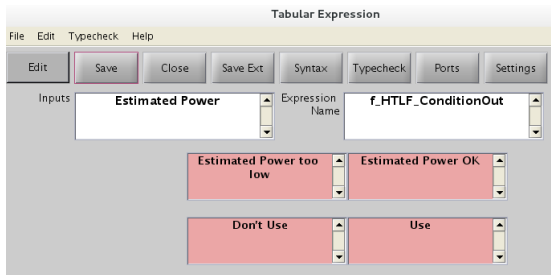 Tabular Expression
File Edit Typecheck Help
Edit Save Close Save Ext Syntax Typecheck Ports Settings
Inputs Estimated Power Expression Name f_HTLF_ConditionOut
Estimated Power too low Estimated Power OK
Don't Use Use